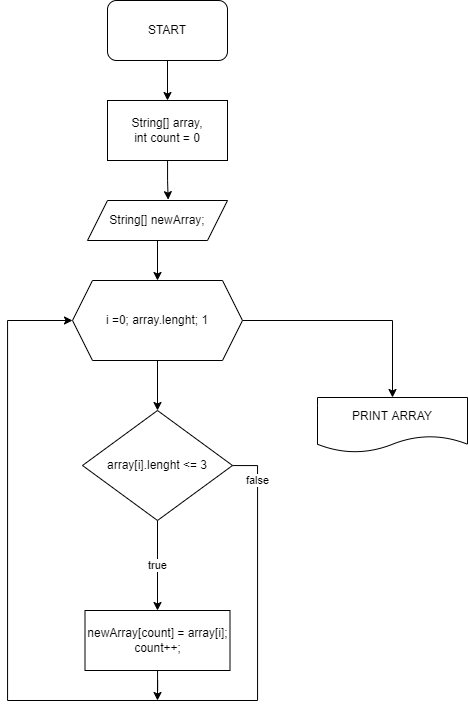 START
String[] array,
int count = 0
String[] newArray;
i =0; array.lenght; 1
PRINT ARRAY
array[i].lenght <= 3
false
true
newArray[count] = array[i];
count++;